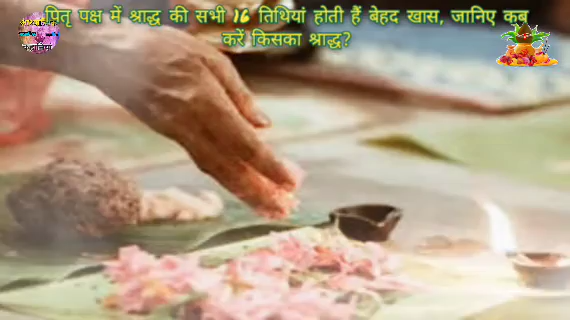 पितृ पक्ष में श्राद्ध की सभी 16 तिथियां होती हैं बेहद खास, जानिए कब
करें किसका श्राद्ध?